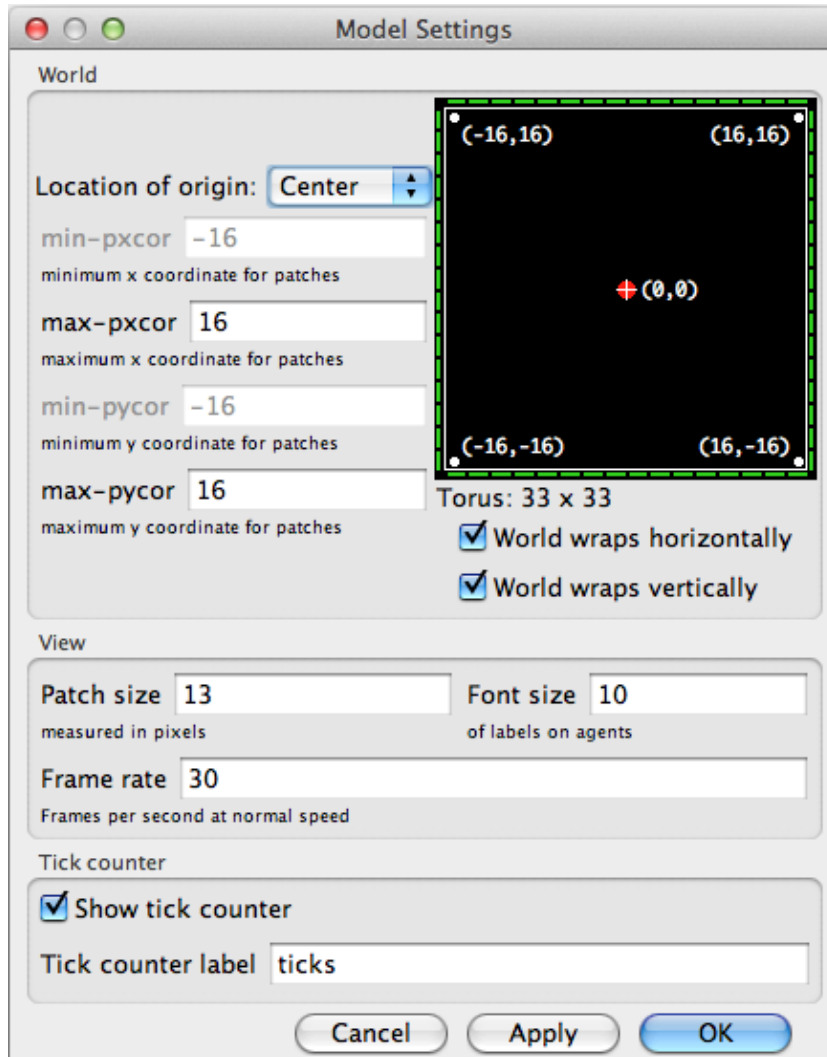 Model Settings
World
(-16,16) (16,16)
Location of origin: Center
min-pxcor -16
minimum x coordinate for patches
(0,0)
max-pxcor 16
maximum x coordinate for patches
min-pycor -16
minimum y coordinate for patches
(-16,-16) (16,-16)
max-pycor 16
maximum y coordinate for patches
Torus: 33 x 33
World wraps horizontally
World wraps vertically
View
Patch size 13 Font size 10
measured in pixels of labels on agents
Frame rate 30
Frames per second at normal speed
Tick counter
Show tick counter
Tick counter label ticks
Cancel Apply OK